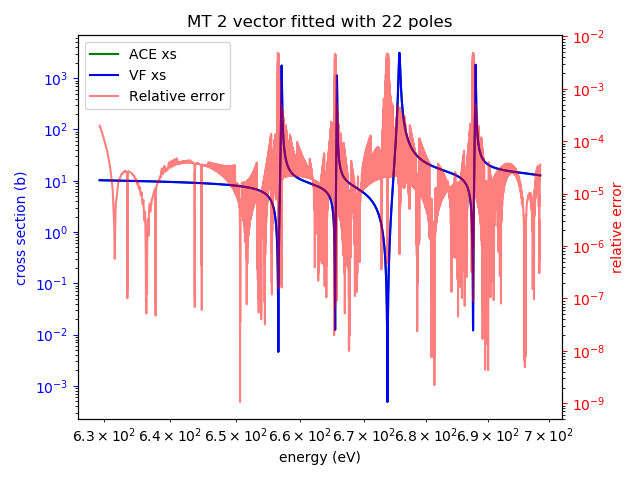 MT 2 vector fitted with 22 poles
ACE xs
VF xs
Relative error
cross section (b)
10³
10²
10¹
10⁰
10⁻¹
10⁻²
10⁻³
10⁻²
10⁻³
10⁻⁴
10⁻⁵
10⁻⁶
10⁻⁷
10⁻⁸
10⁻⁹
relative error
6.3 × 10² 6.4 × 10² 6.5 × 10² 6.6 × 10² 6.7 × 10² 6.8 × 10² 6.9 × 10² 7 × 10²
energy (eV)